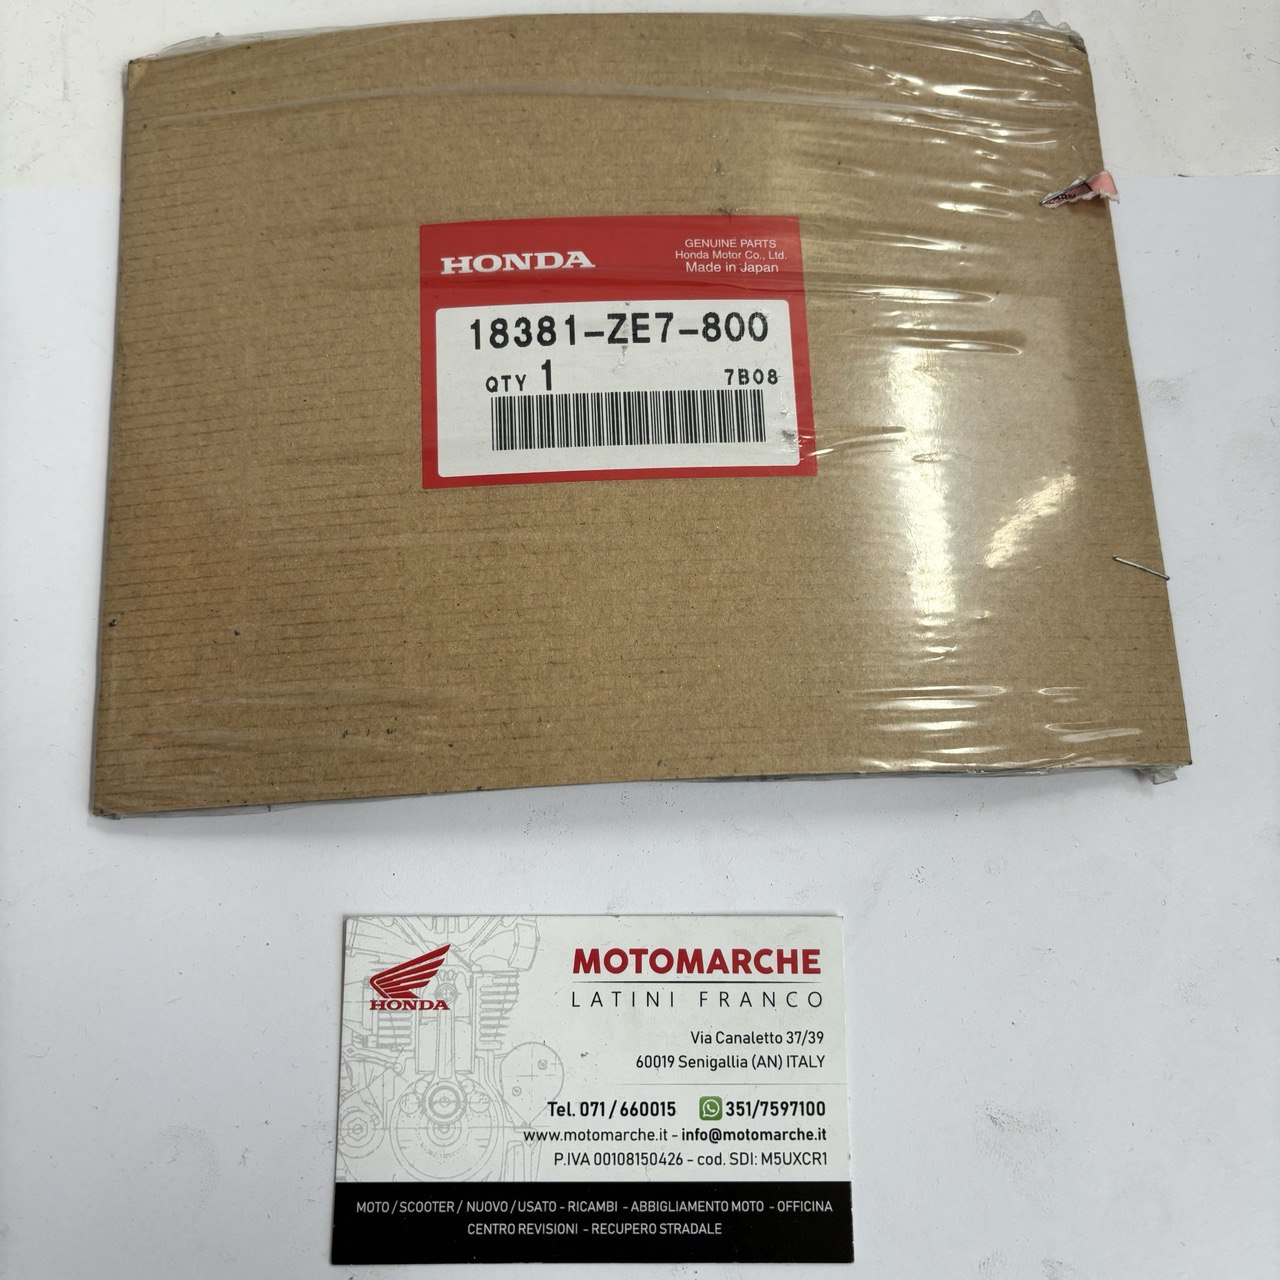 HONDA
GENUINE PARTS
Honda Motor Co., Ltd.
Made in Japan
18381-ZE7-800
QTY 1 7B08
HONDA
MOTOMARCHE
LATINI FRANCO
Via Canaletto 37/39
60019 Senigallia (AN) ITALY
Tel. 071/660015 351/7597100
www.motomarche.it - info@motomarche.it
P.IVA 00108150426 - cod. SDI: M5UXCR1
MOTO / SCOOTER / NUOVO / USATO - RICAMBI - ABBIGLIAMENTO MOTO - OFFICINA
CENTRO REVISIONI - RECUPERO STRADALE